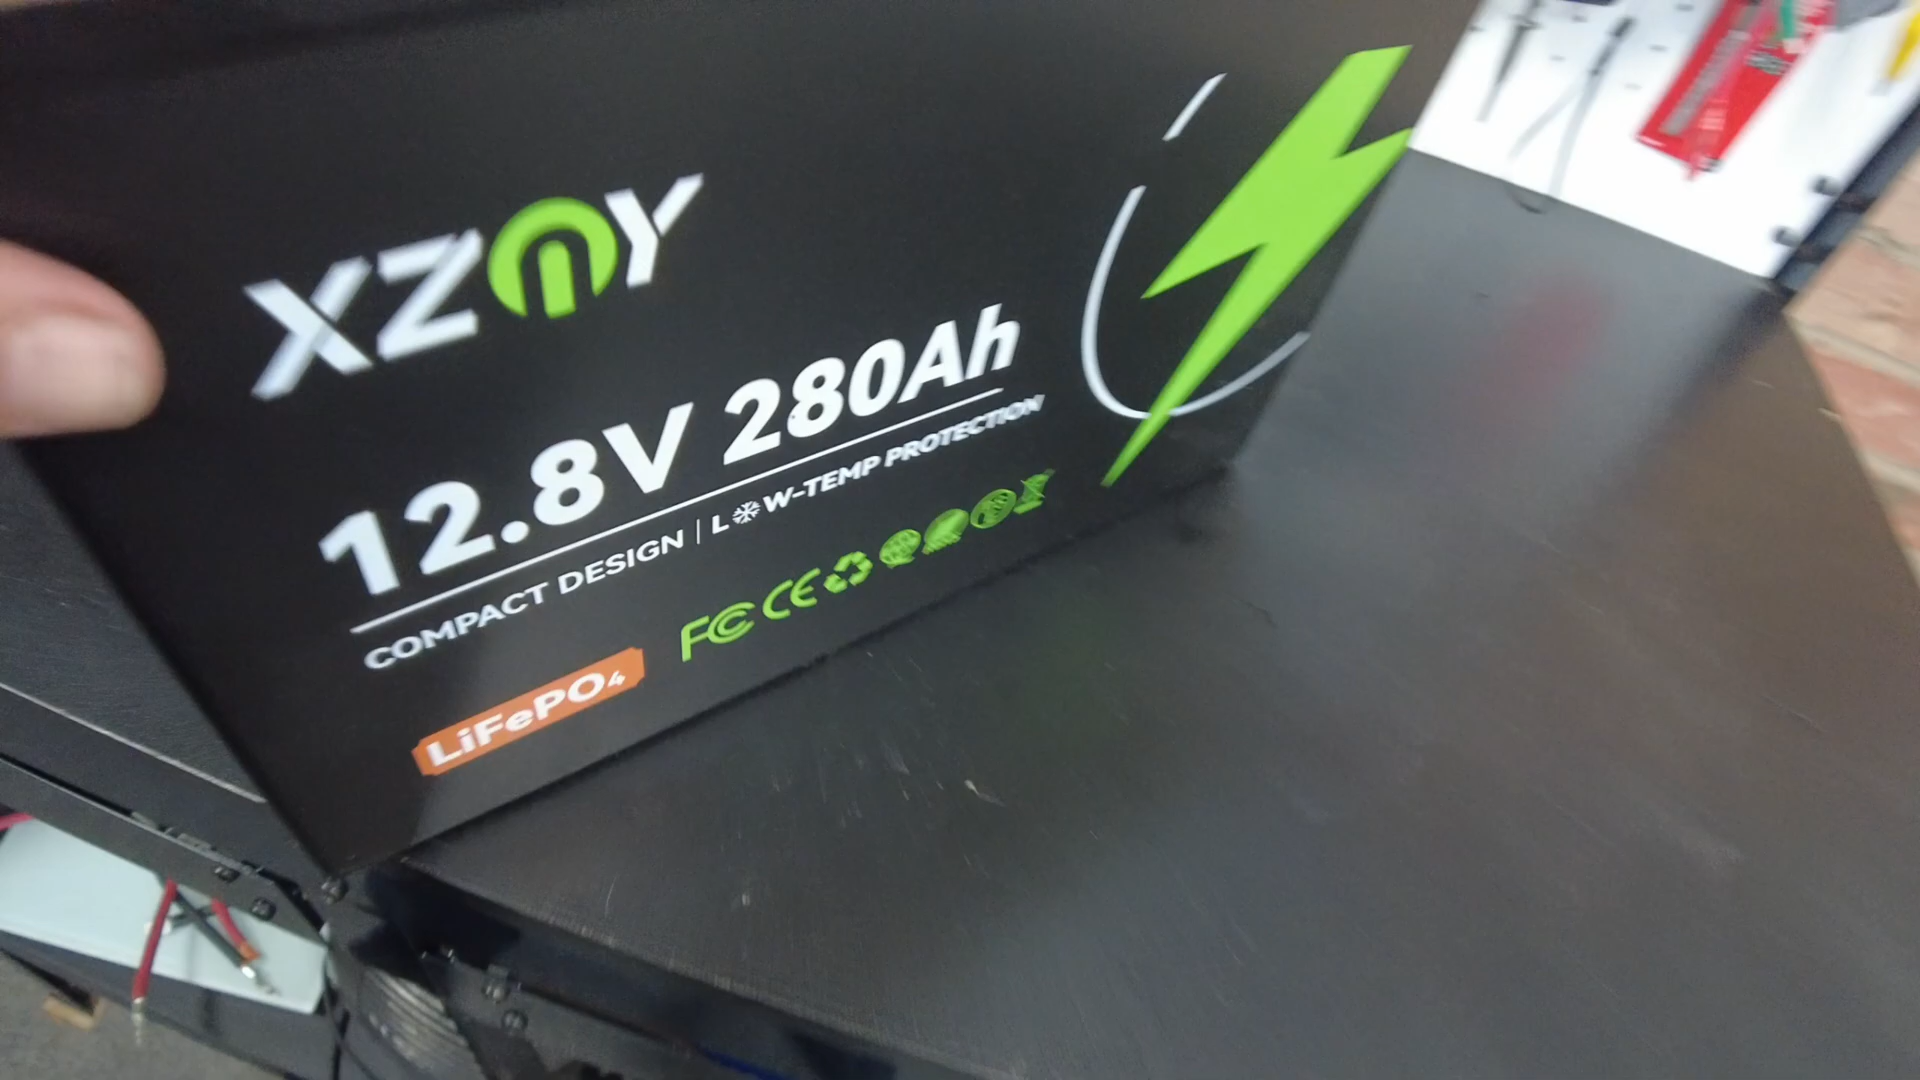 XZNY
12.8V 280Ah
COMPACT DESIGN | LOW-TEMP PROTECTION
FC CE
LiFePO₄